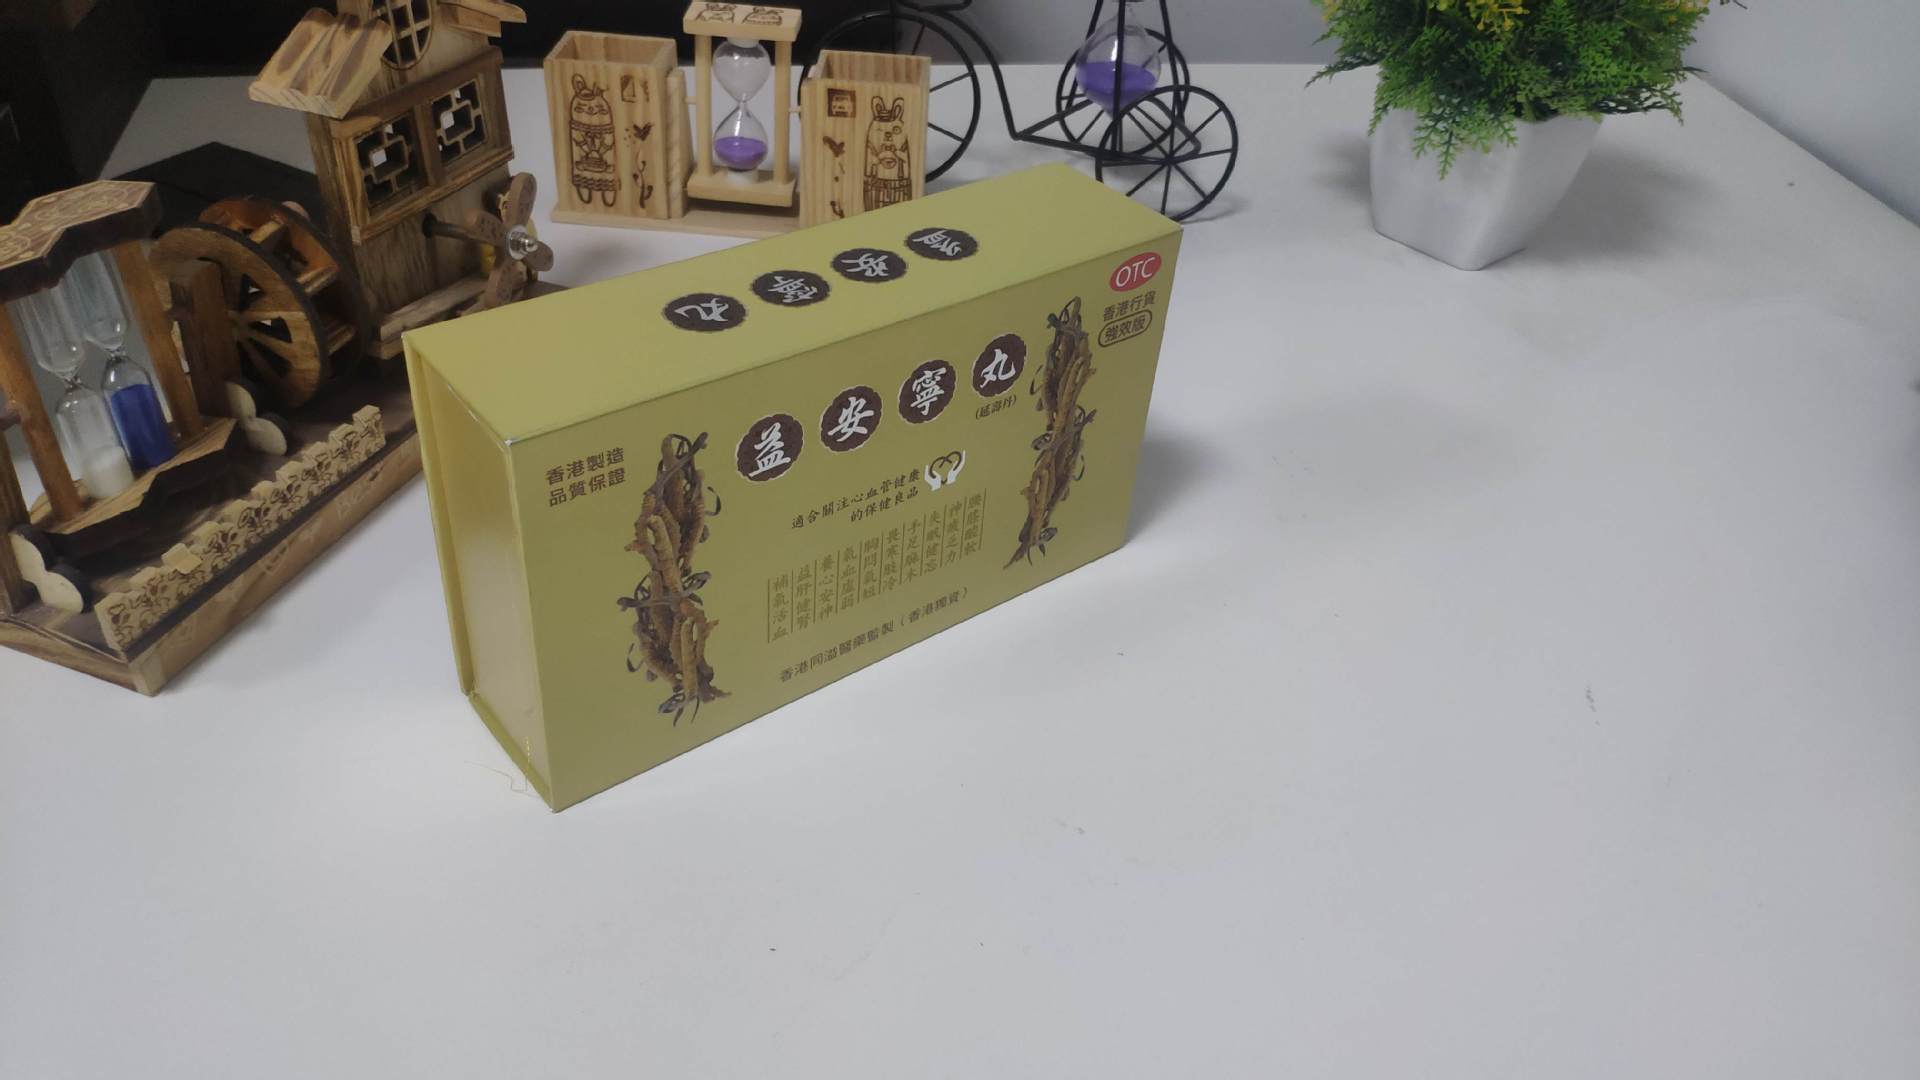 益安寧丸
OTC
香港行貨
強效版
益安寧丸
(延壽丹)
香港製造
品質保證
適合關注心血管健康
的保健良品
腰膝酸軟
神疲乏力
失眠健忘
手足麻木
畏寒肢冷
胸悶氣短
氣血虛弱
養心安神
益肝健腎
補氣活血
香港同溢醫藥監製（香港獨資）